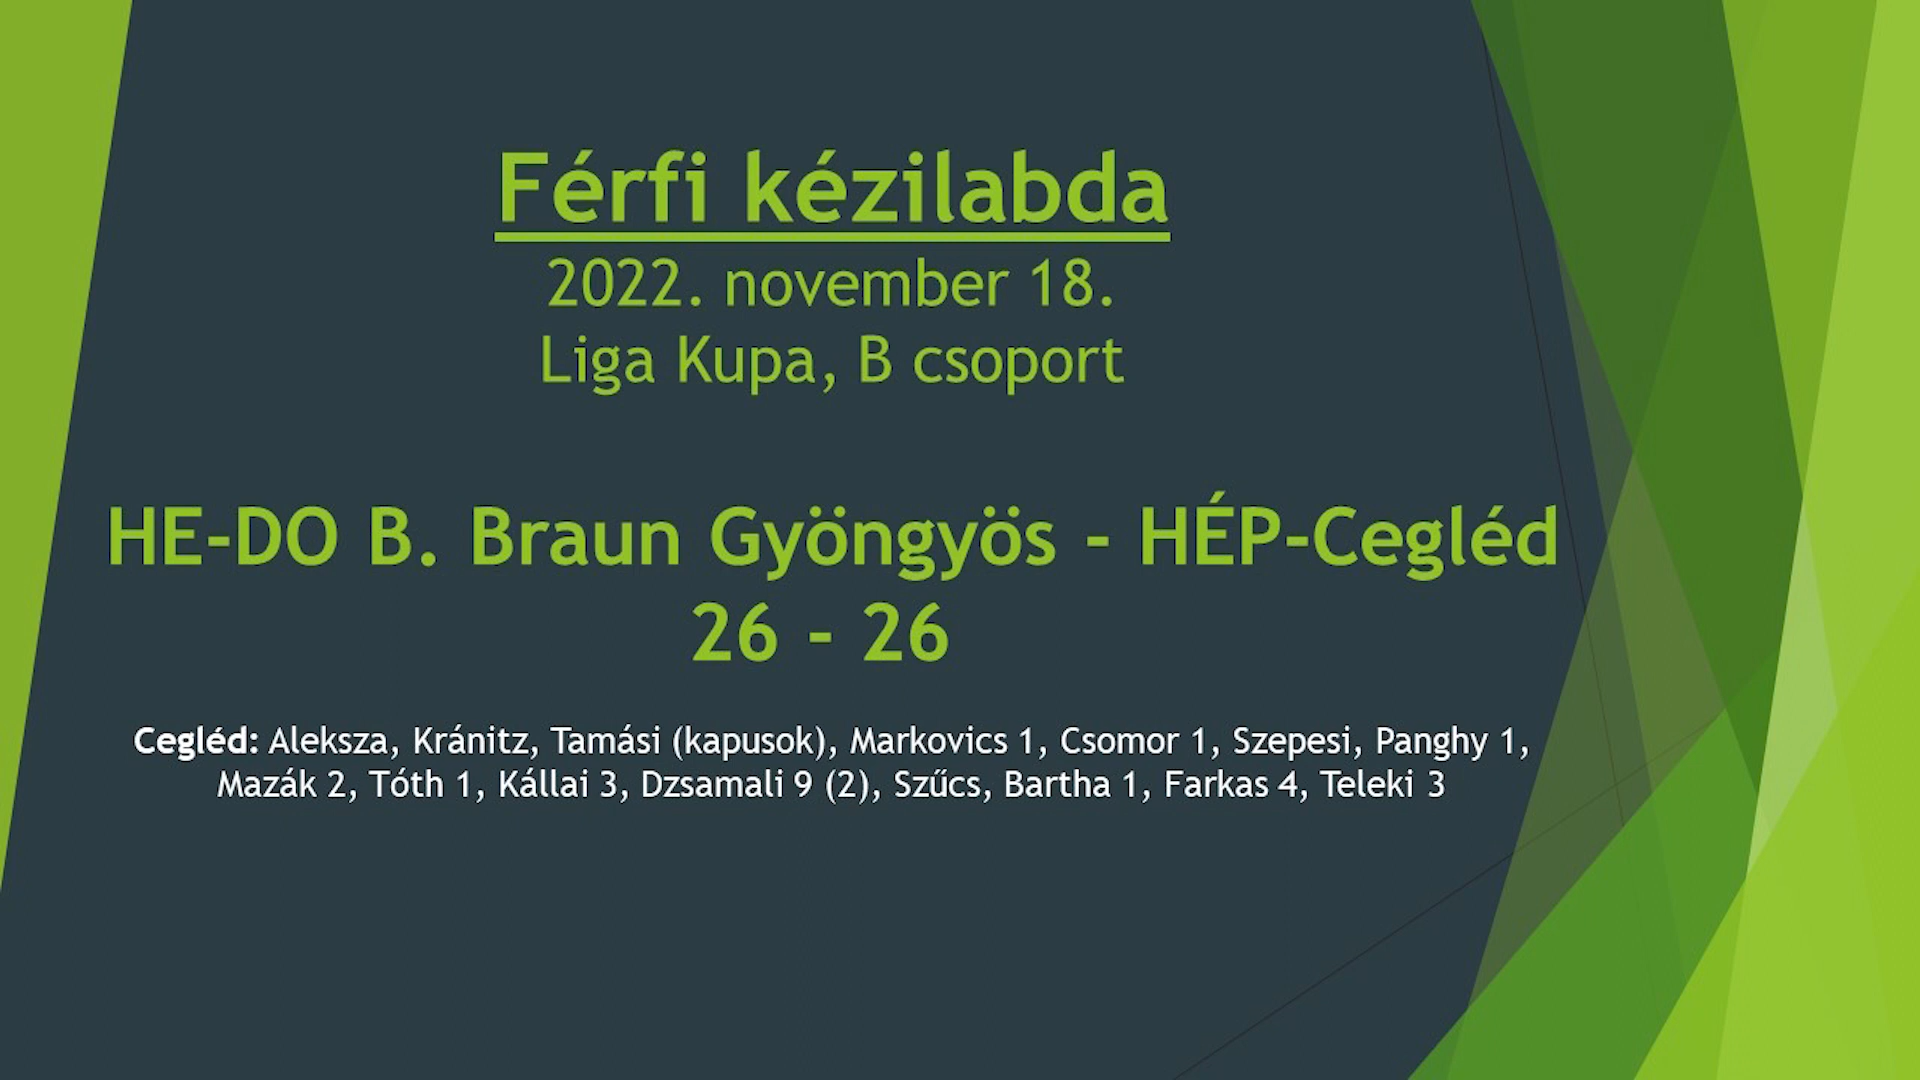 Férfi kézilabda
2022. november 18.
Liga Kupa, B csoport
HE-DO B. Braun Gyöngyös - HÉP-Cegléd
26 - 26
Cegléd: Aleksza, Kránitz, Tamási (kapusok), Markovics 1, Csomor 1, Szepesi, Panghy 1,
Mazák 2, Tóth 1, Kállai 3, Dzsamali 9 (2), Szűcs, Bartha 1, Farkas 4, Teleki 3